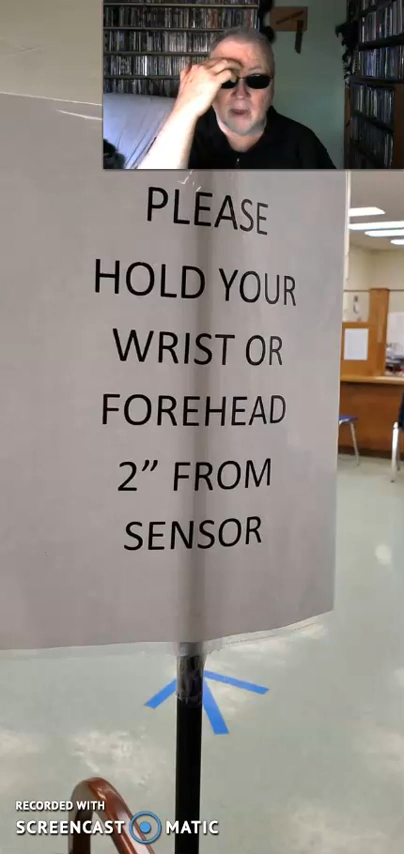 PLEASE
HOLD YOUR
WRIST OR
FOREHEAD
2” FROM
SENSOR
RECORDED WITH
SCREENCAST MATIC